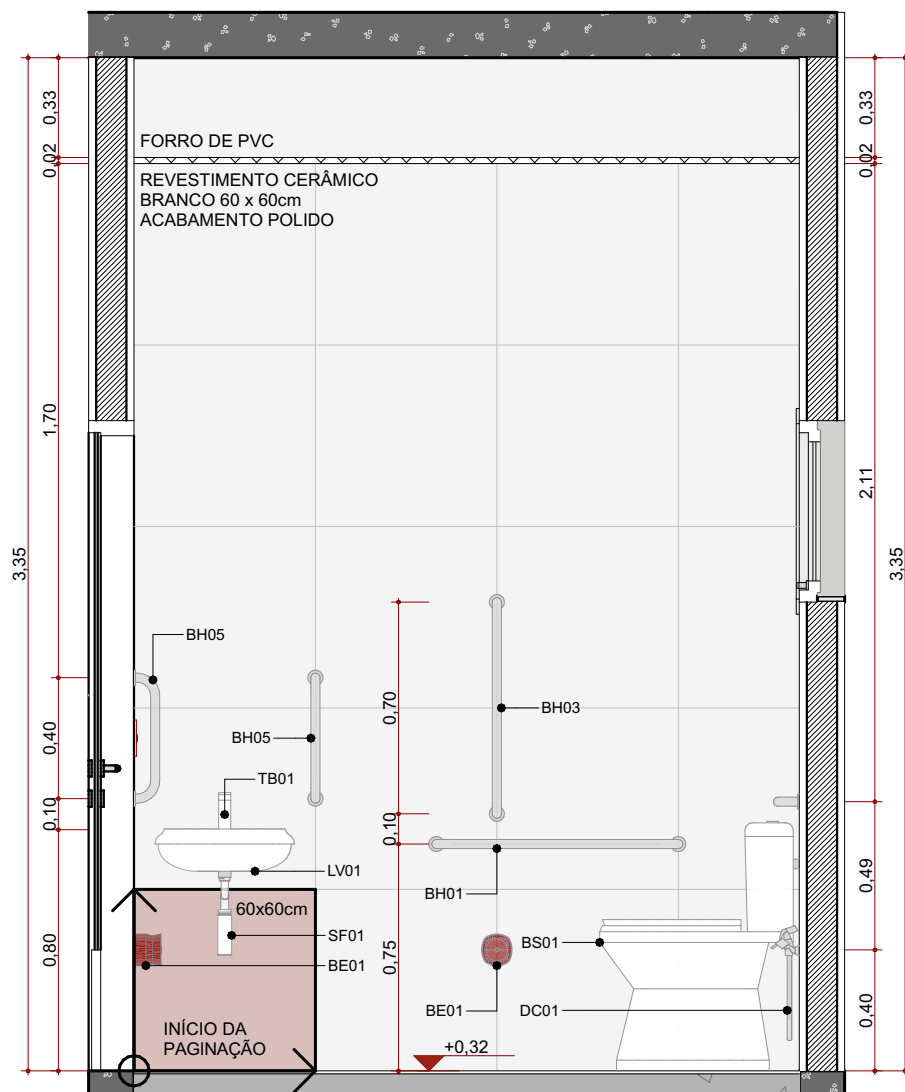 0,33
0,33
FORRO DE PVC
0,02
0,02
REVESTIMENTO CERÂMICO
BRANCO 60 x 60cm
ACABAMENTO POLIDO
1,70
2,11
3,35
3,35
BH05
0,70
BH03
0,40
BH05
TB01
0,10
0,10
LV01
BH01
0,49
60x60cm
SF01
BS01
0,80
0,75
BE01
BE01
DC01
0,40
INÍCIO DA
PAGINAÇÃO
+0,32